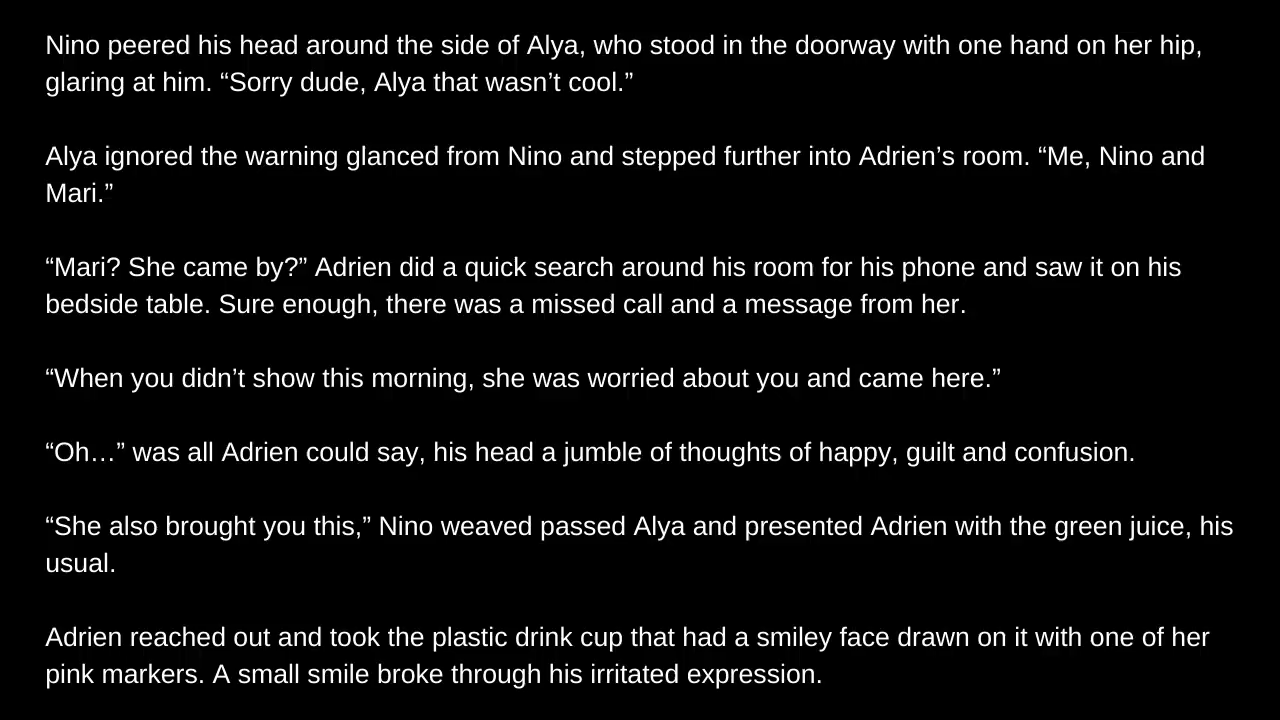 Nino peered his head around the side of Alya, who stood in the doorway with one hand on her hip,
glaring at him. “Sorry dude, Alya that wasn’t cool.”
Alya ignored the warning glanced from Nino and stepped further into Adrien’s room. “Me, Nino and
Mari.”
“Mari? She came by?” Adrien did a quick search around his room for his phone and saw it on his
bedside table. Sure enough, there was a missed call and a message from her.
“When you didn’t show this morning, she was worried about you and came here.”
“Oh…” was all Adrien could say, his head a jumble of thoughts of happy, guilt and confusion.
“She also brought you this,” Nino weaved passed Alya and presented Adrien with the green juice, his
usual.
Adrien reached out and took the plastic drink cup that had a smiley face drawn on it with one of her
pink markers. A small smile broke through his irritated expression.